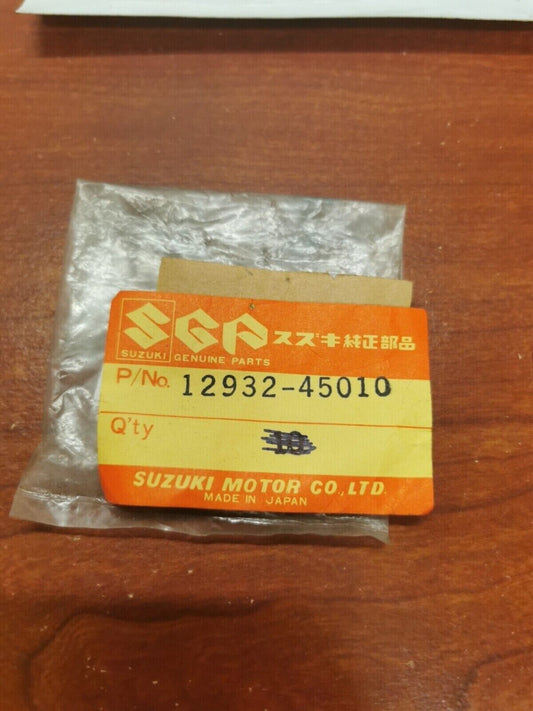 SGP スズキ純正部品
SUZUKI GENUINE PARTS
P/No. 12932-45010
Q'ty 10
SUZUKI MOTOR CO., LTD.
MADE IN JAPAN